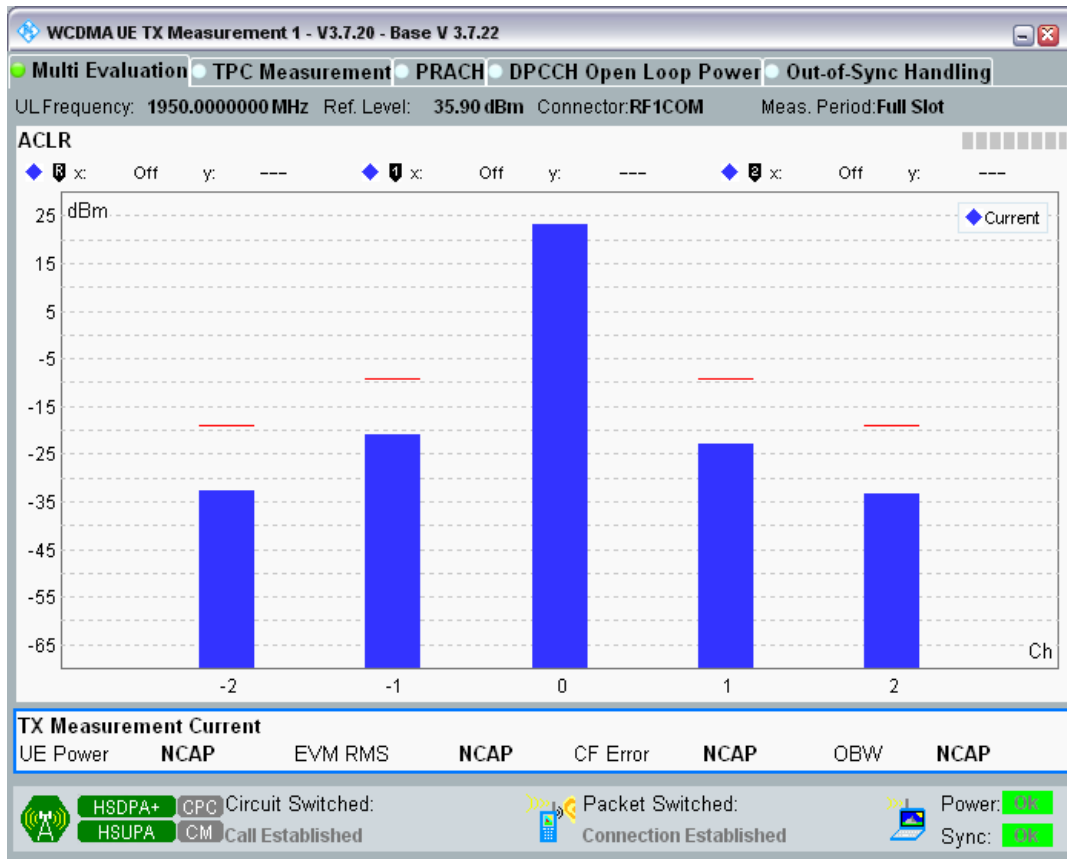 WCDMA UE TX Measurement 1 - V3.7.20 - Base V 3.7.22
Multi Evaluation TPC Measurement PRACH DPCCH Open Loop Power Out-of-Sync Handling
UL Frequency: 1950.0000000 MHz Ref. Level: 35.90 dBm Connector:RF1COM Meas. Period:Full Slot
ACLR
R x: Off y: --- 1 x: Off y: --- 2 x: Off y: ---
dBm
Current
25
15
5
-5
-15
-25
-35
-45
-55
-65
Ch
-2 -1 0 1 2
TX Measurement Current
UE Power NCAP EVM RMS NCAP CF Error NCAP OBW NCAP
HSDPA+ CPC Circuit Switched: Packet Switched: Power: Ok
HSUPA CM Call Established Connection Established Sync: Ok